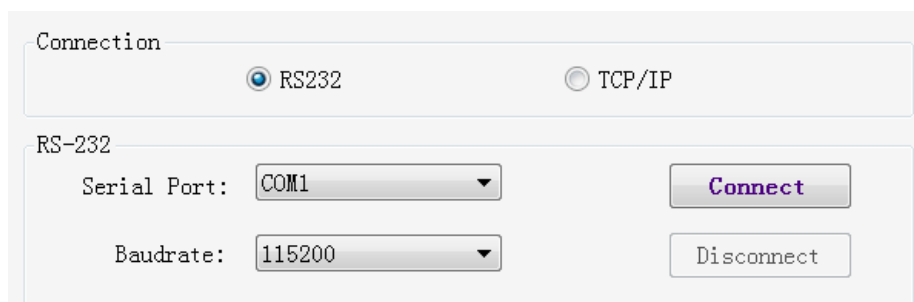 Connection
RS232 TCP/IP
RS-232
Serial Port: COM1 Connect
Baudrate: 115200 Disconnect